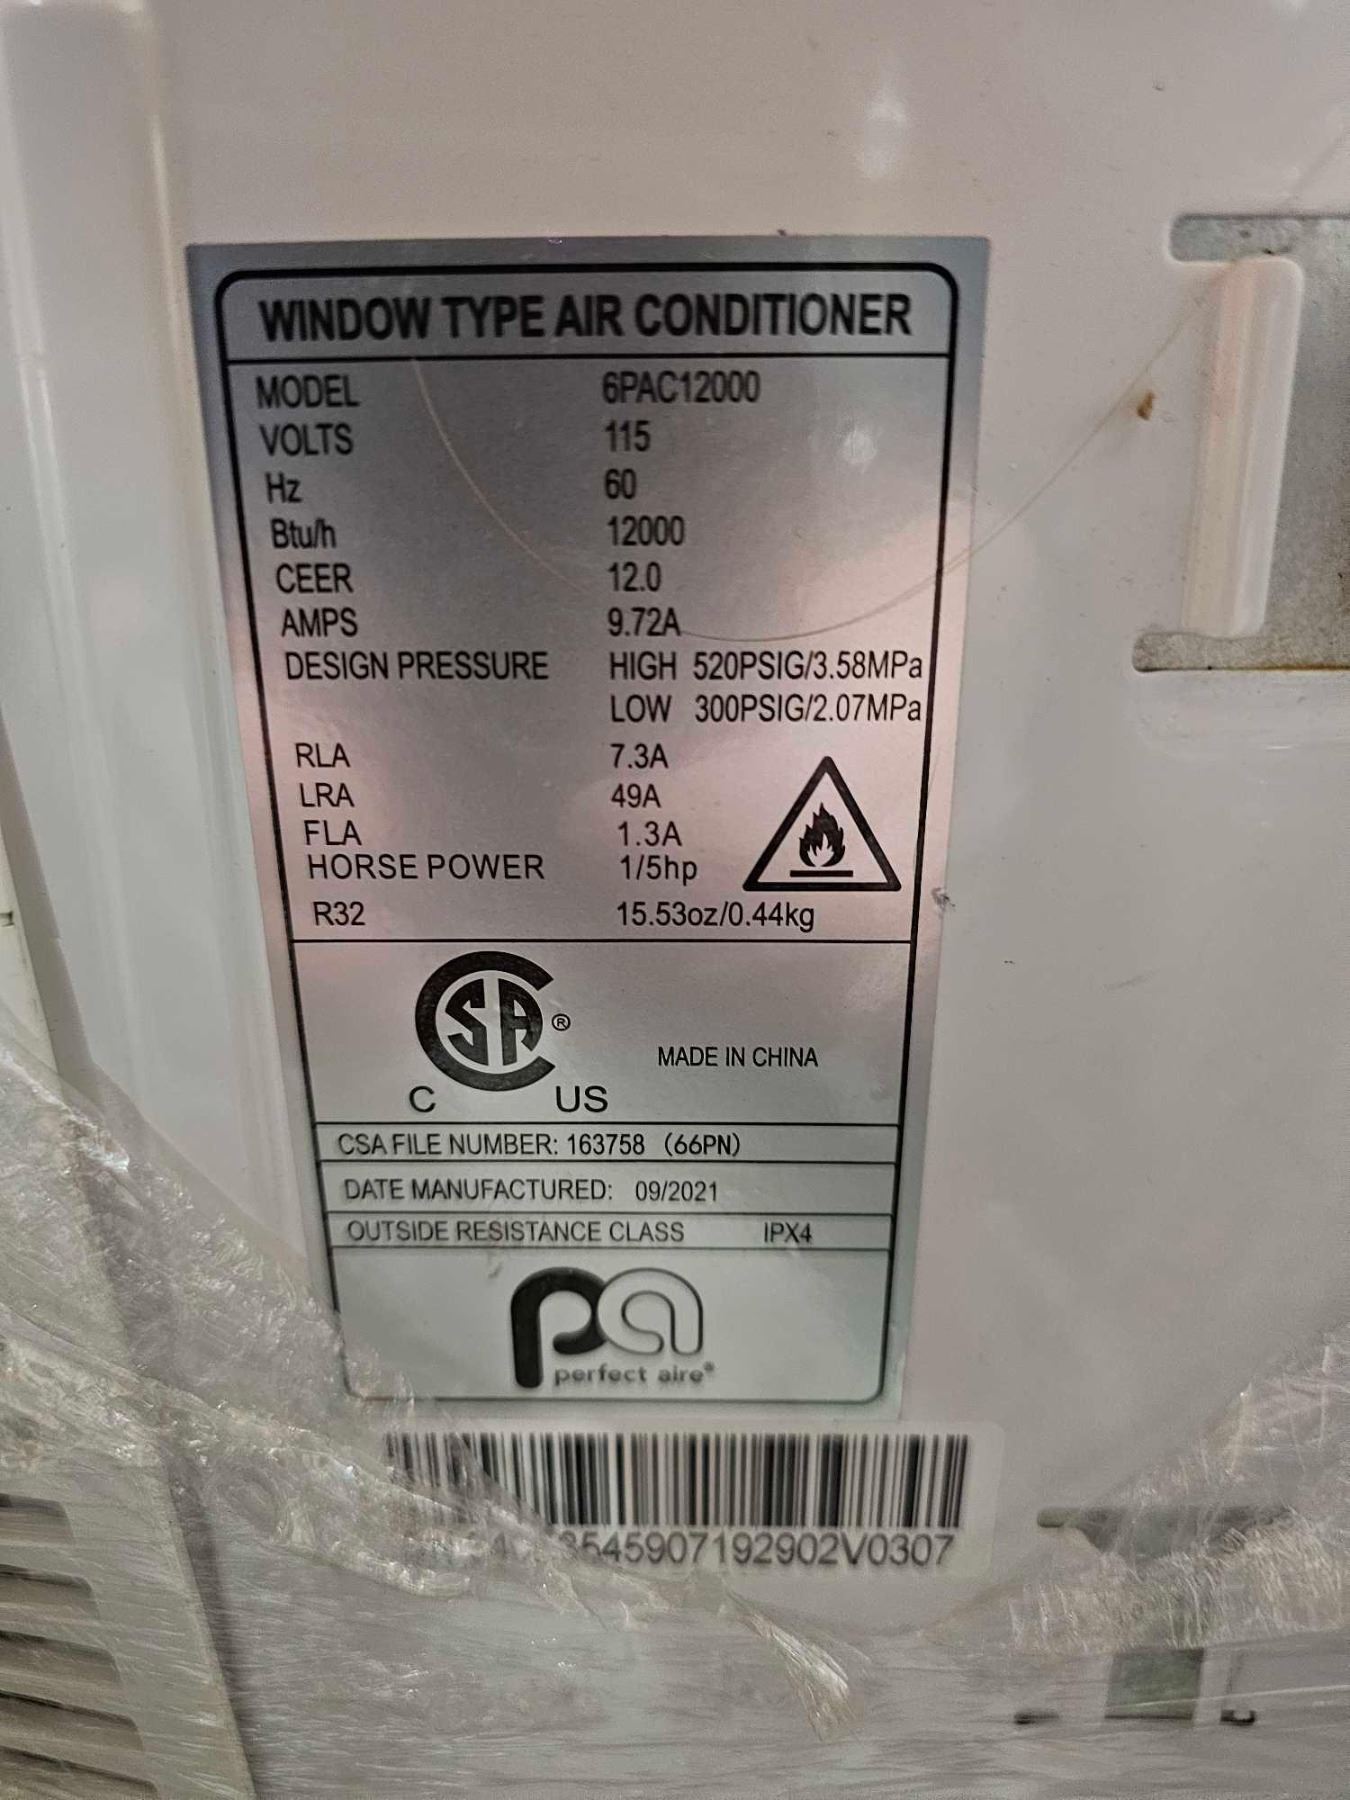 WINDOW TYPE AIR CONDITIONER
MODEL 6PAC12000
VOLTS 115
Hz 60
Btu/h 12000
CEER 12.0
AMPS 9.72A
DESIGN PRESSURE HIGH 520PSIG/3.58MPa
LOW 300PSIG/2.07MPa
RLA 7.3A
LRA 49A
FLA 1.3A
HORSE POWER 1/5hp
R32 15.53oz/0.44kg
CSA ®
C US
MADE IN CHINA
CSA FILE NUMBER: 163758 (66PN)
DATE MANUFACTURED: 09/2021
OUTSIDE RESISTANCE CLASS IPX4
pa
perfect aire®
545907192902V0307